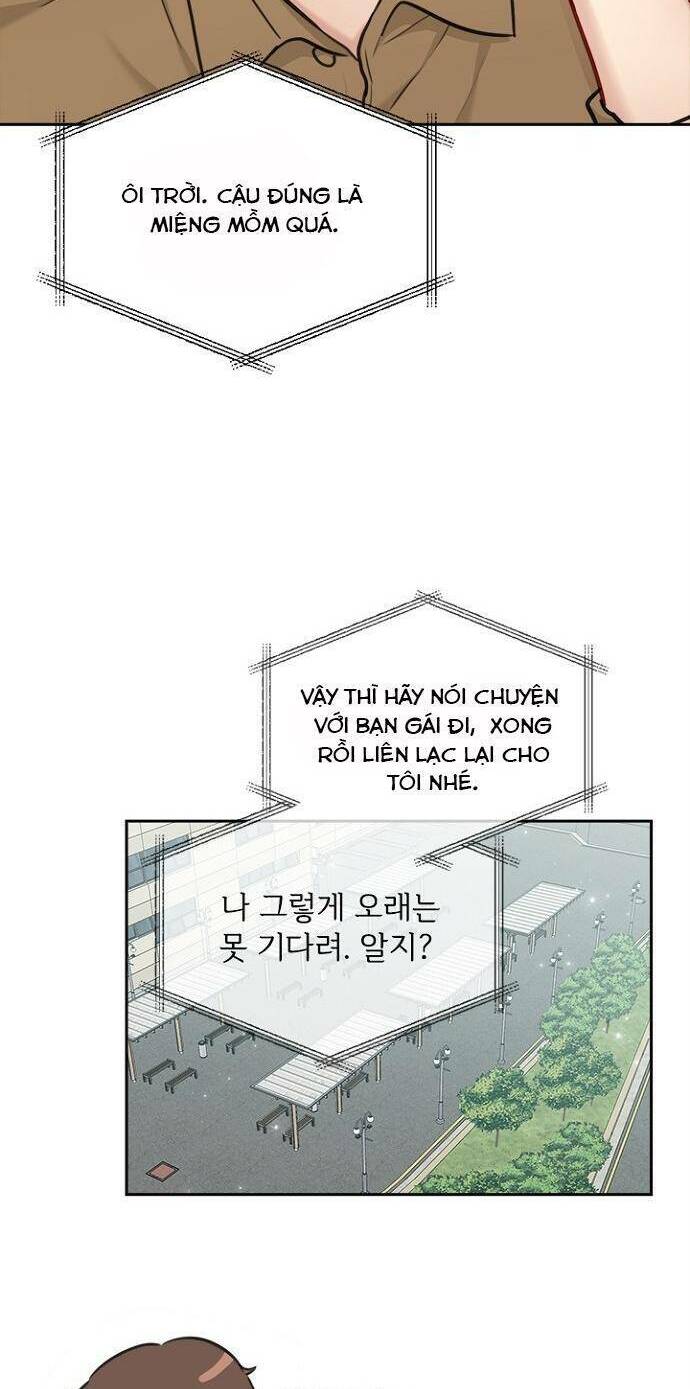 ÔI TRỜI. CẬU ĐÚNG LÀ
MIỆNG MỒM QUÁ.
VẬY THÌ HÃY NÓI CHUYỆN
VỚI BẠN GÁI ĐI, XONG
RỒI LIÊN LẠC LẠI CHO
TÔI NHÉ.
나 그렇게 오래는
못 기다려. 알지?